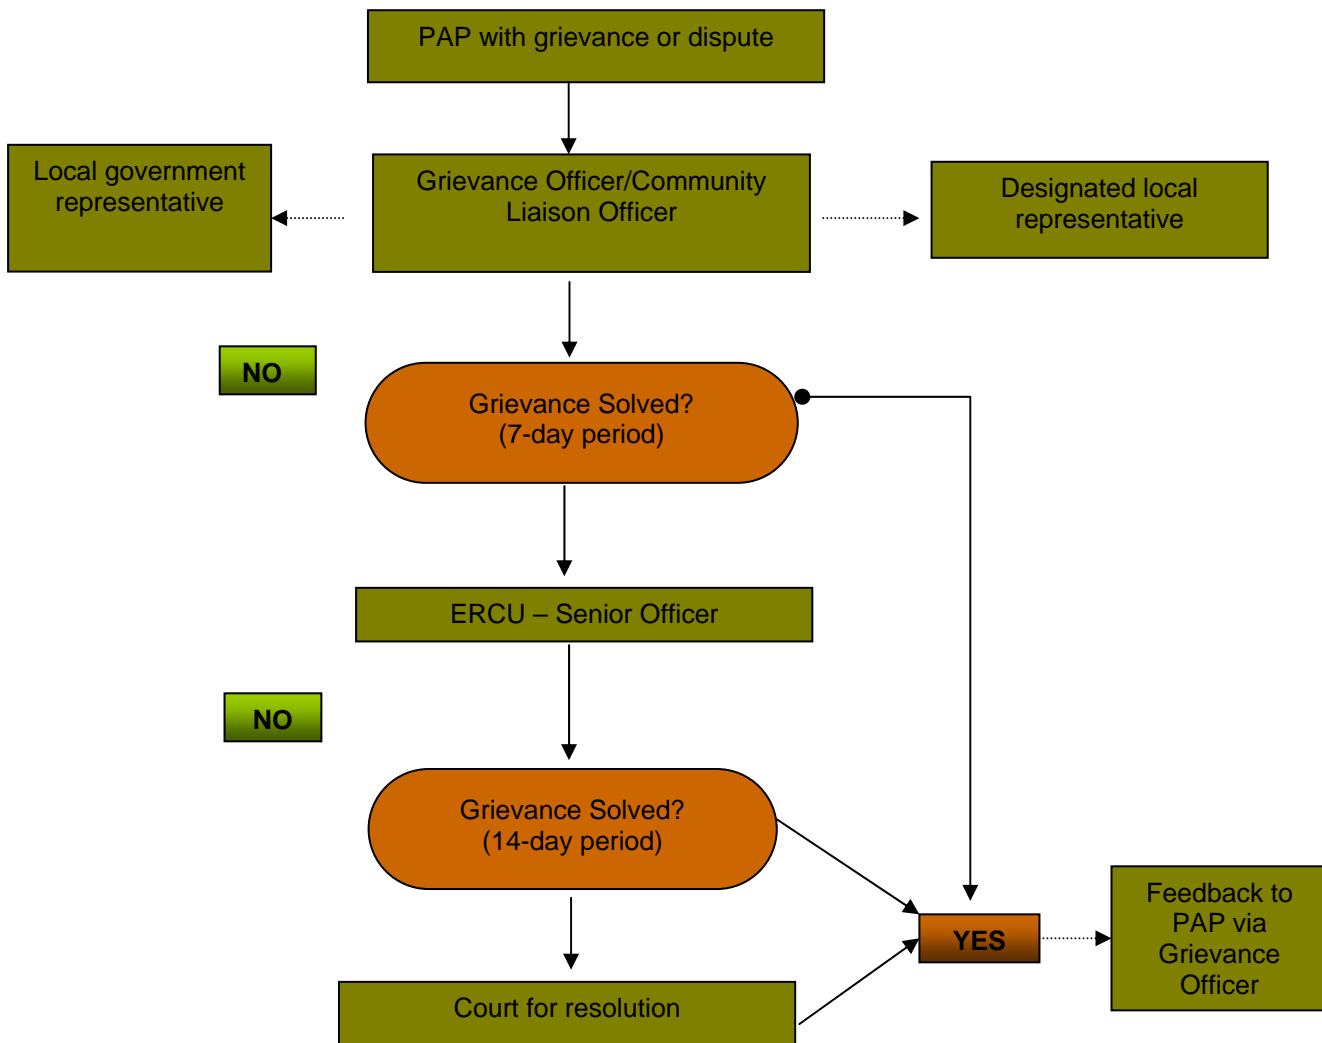 PAP with grievance or dispute
Local government
representative
Grievance Officer/Community
Liaison Officer
Designated local
representative
NO
Grievance Solved?
(7-day period)
ERCU – Senior Officer
NO
Grievance Solved?
(14-day period)
YES
Feedback to
PAP via
Grievance
Officer
Court for resolution